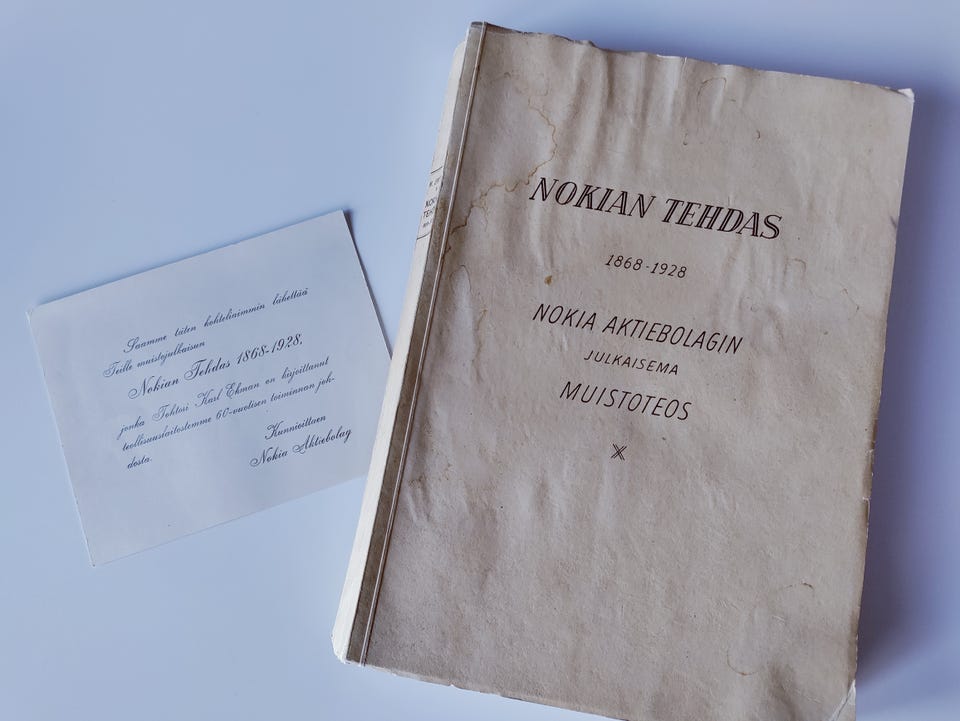 Saamme täten kohteliaimmin lähettää
Teille muistojulkaisun
Nokian Tehdas 1868-1928,
jonka Tohtori Karl Ekman on kirjoittanut
teollisuuslaitostemme 60-vuotisen toiminnan joh-
dosta.
Kunnioittaen
Nokia Aktiebolag
NOKIAN TEHDAS
1868-1928
NOKIA AKTIEBOLAGIN
JULKAISEMA
MUISTOTEOS